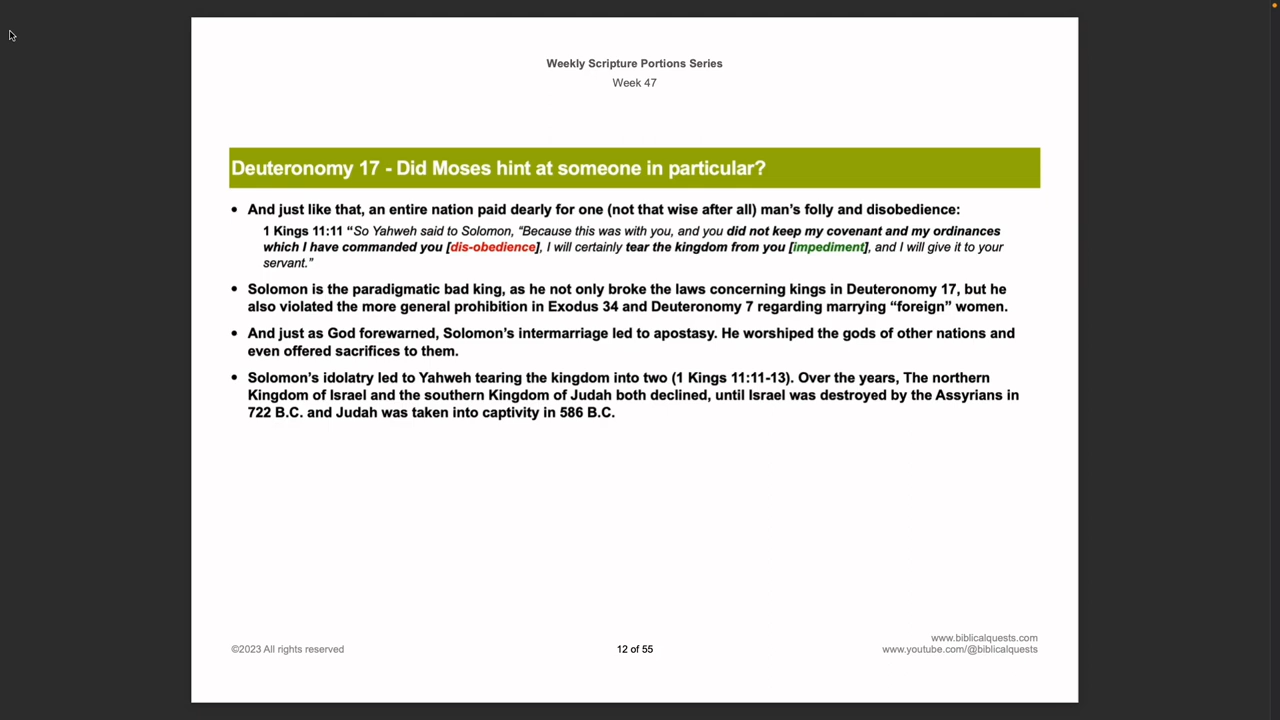 Weekly Scripture Portions Series
Week 47
Deuteronomy 17 - Did Moses hint at someone in particular?
• And just like that, an entire nation paid dearly for one (not that wise after all) man’s folly and disobedience:
1 Kings 11:11 “So Yahweh said to Solomon, “Because this was with you, and you did not keep my covenant and my ordinances
which I have commanded you [dis-obedience], I will certainly tear the kingdom from you [impediment], and I will give it to your
servant.”
• Solomon is the paradigmatic bad king, as he not only broke the laws concerning kings in Deuteronomy 17, but he
also violated the more general prohibition in Exodus 34 and Deuteronomy 7 regarding marrying “foreign” women.
• And just as God forewarned, Solomon’s intermarriage led to apostasy. He worshiped the gods of other nations and
even offered sacrifices to them.
• Solomon’s idolatry led to Yahweh tearing the kingdom into two (1 Kings 11:11-13). Over the years, The northern
Kingdom of Israel and the southern Kingdom of Judah both declined, until Israel was destroyed by the Assyrians in
722 B.C. and Judah was taken into captivity in 586 B.C.
©2023 All rights reserved
12 of 55
www.biblicalquests.com
www.youtube.com/@biblicalquests